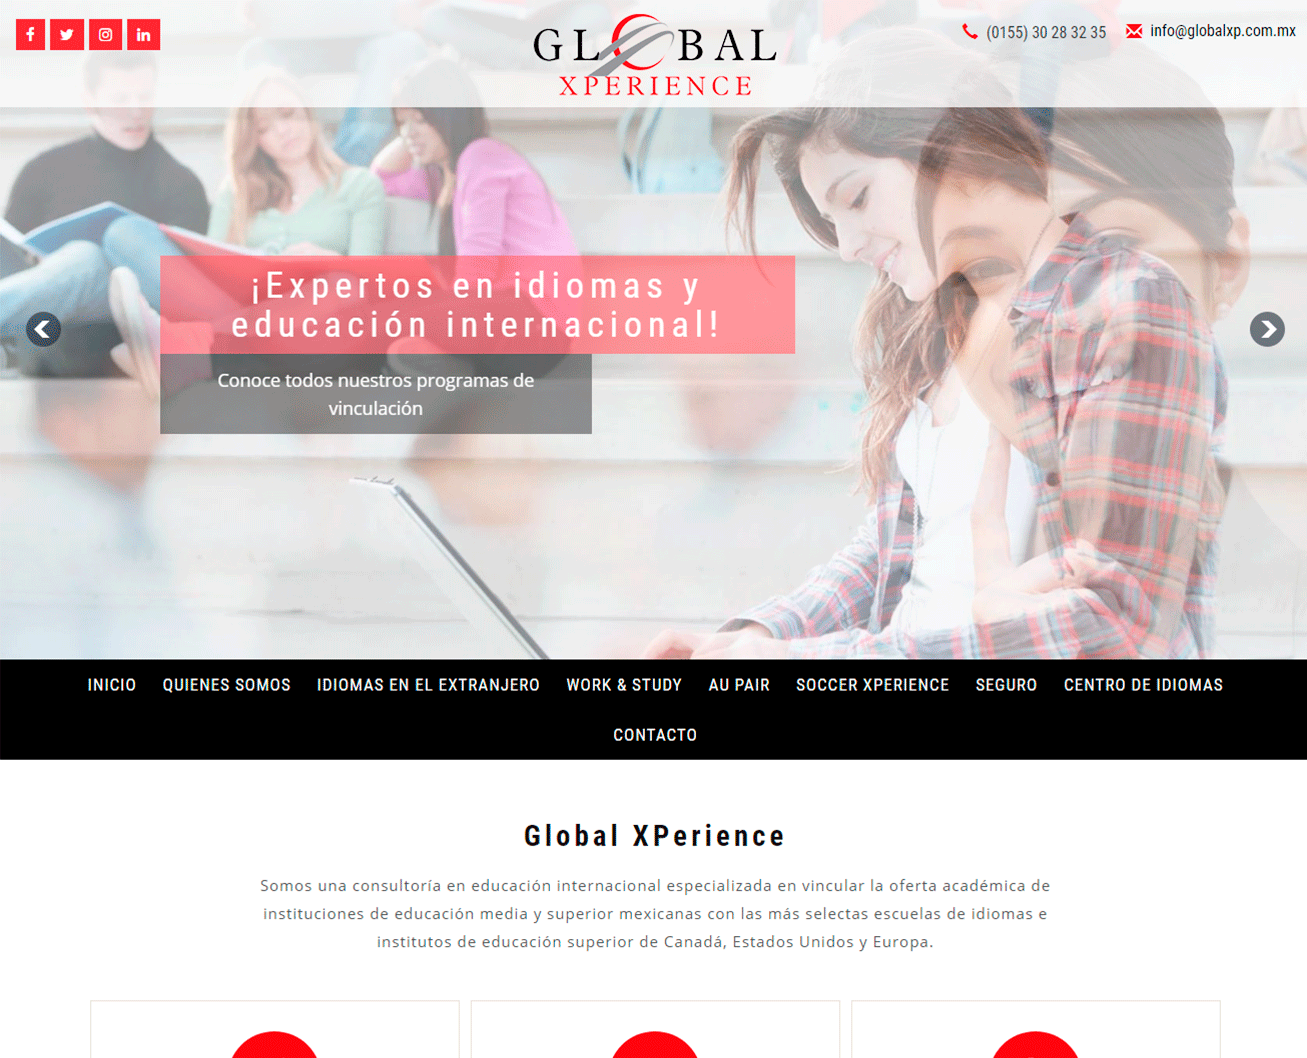 GLOBAL
XPERIENCE
(0155) 30 28 32 35
info@globalxp.com.mx
¡Expertos en idiomas y
educación internacional!
Conoce todos nuestros programas de
vinculación
INICIO QUIENES SOMOS IDIOMAS EN EL EXTRANJERO WORK & STUDY AU PAIR SOCCER XPERIENCE SEGURO CENTRO DE IDIOMAS
CONTACTO
Global XPerience
Somos una consultoría en educación internacional especializada en vincular la oferta académica de
instituciones de educación media y superior mexicanas con las más selectas escuelas de idiomas e
institutos de educación superior de Canadá, Estados Unidos y Europa.